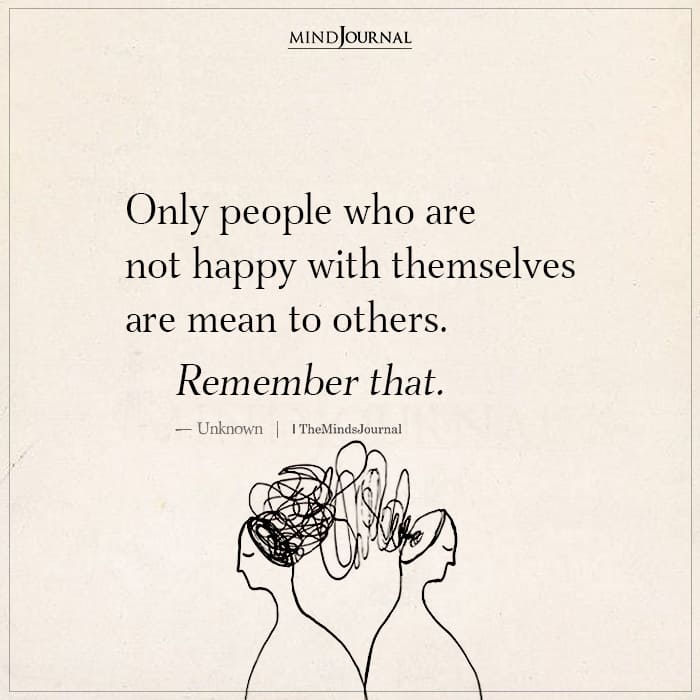 MINDJOURNAL
Only people who are
not happy with themselves
are mean to others.
Remember that.
— Unknown | I TheMindsJournal